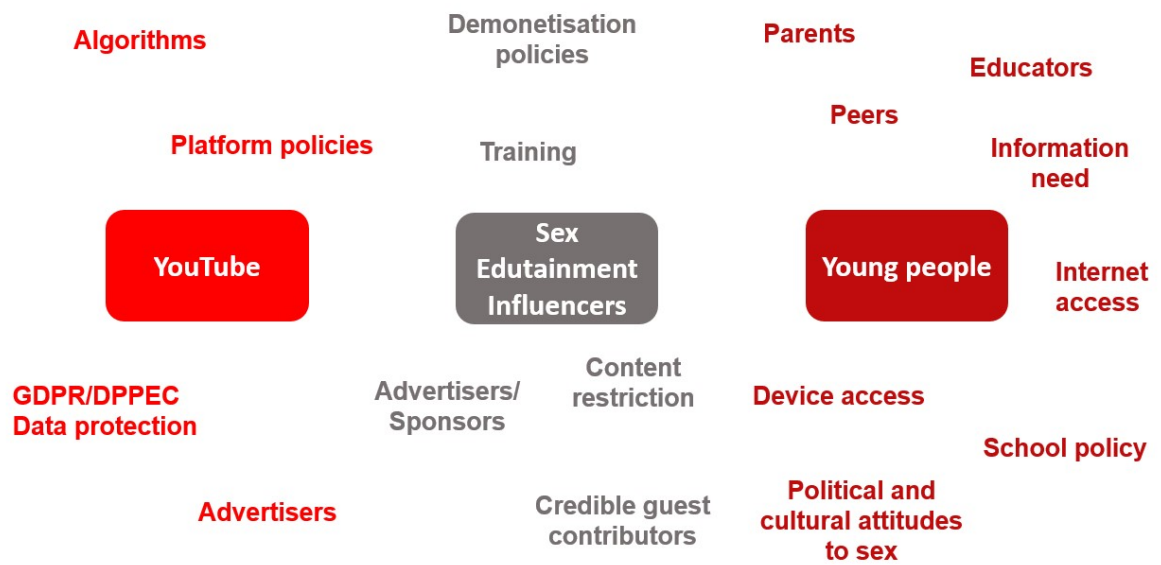 Algorithms
Platform policies
YouTube
GDPR/DPPEC
Data protection
Advertisers
Demonetisation
policies
Training
Sex
Edutainment
Influencers
Advertisers/
Sponsors
Content
restriction
Credible guest
contributors
Parents
Educators
Peers
Information
need
Young people
Internet
access
Device access
School policy
Political and
cultural attitudes
to sex